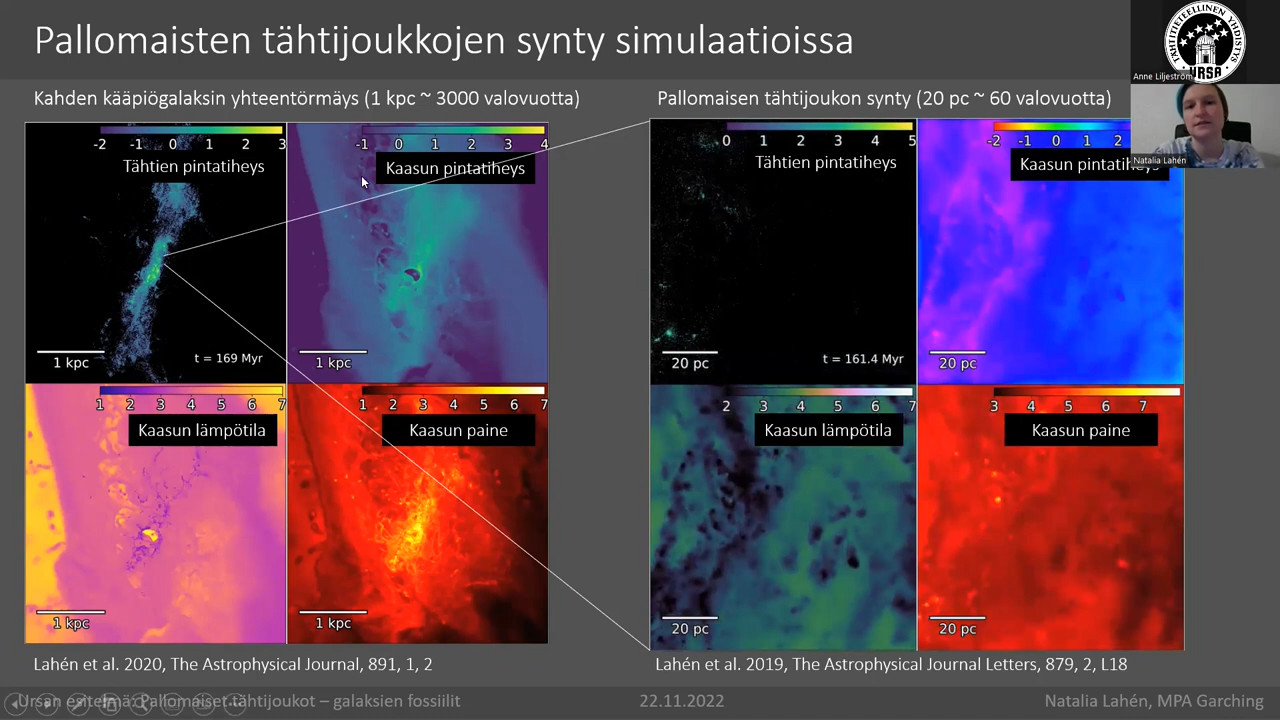 Pallomaisten tähtijoukkojen synty simulaatioissa
TÄHTITIETEELLINEN YHDISTYS
URSA
Anne Liljeström
Natalia Lahén
Kahden kääpiögalaksin yhteentörmäys (1 kpc ~ 3000 valovuotta)
-2 -1 0 1 2 3
Tähtien pintatiheys
1 kpc
t = 169 Myr
-1 0 1 2 3 4
Kaasun pintatiheys
1 kpc
1 2 3 4 5 6 7
Kaasun lämpötila
1 kpc
1 2 3 4 5 6 7
Kaasun paine
1 kpc
Lahén et al. 2020, The Astrophysical Journal, 891, 1, 2
Pallomaisen tähtijoukon synty (20 pc ~ 60 valovuotta)
0 1 2 3 4 5
Tähtien pintatiheys
20 pc
t = 161.4 Myr
-2 -1 0 1 2
Kaasun pintatiheys
20 pc
2 3 4 5 6 7
Kaasun lämpötila
20 pc
3 4 5 6 7
Kaasun paine
20 pc
Lahén et al. 2019, The Astrophysical Journal Letters, 879, 2, L18
Ursan esitelmä: Pallomaiset tähtijoukot – galaksien fossiilit
22.11.2022
Natalia Lahén, MPA Garching